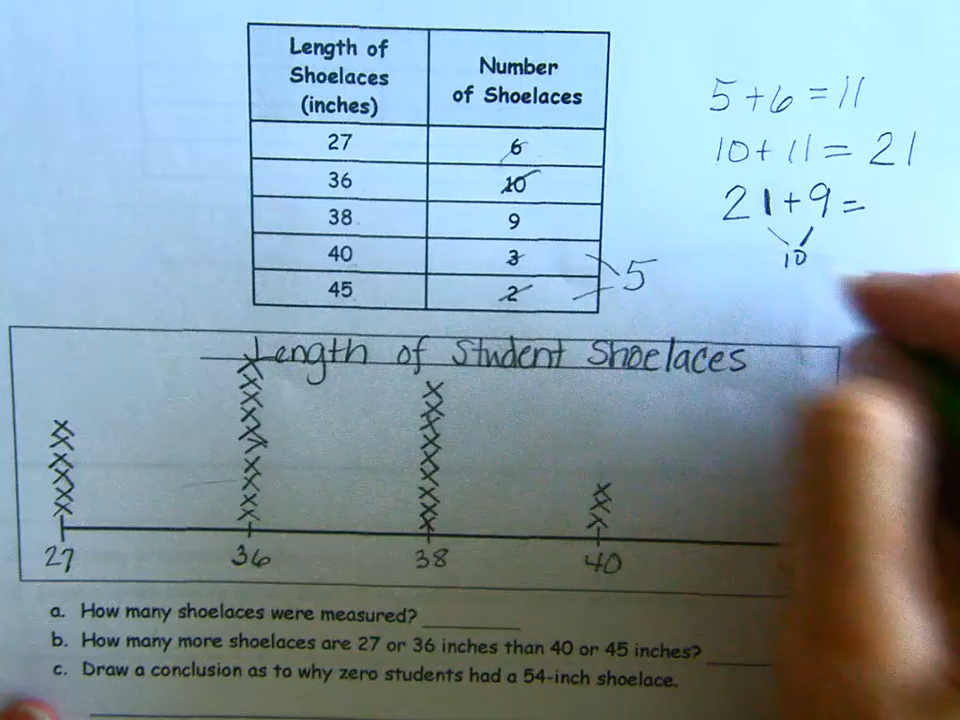 Length of Shoelaces (inches) Number of Shoelaces
27 6
36 10
38 9
40 3
45 2
5
5+6=11
10+11=21
21+9=
10
Length of Student Shoelaces
27 36 38 40
a. How many shoelaces were measured?
b. How many more shoelaces are 27 or 36 inches than 40 or 45 inches?
c. Draw a conclusion as to why zero students had a 54-inch shoelace.